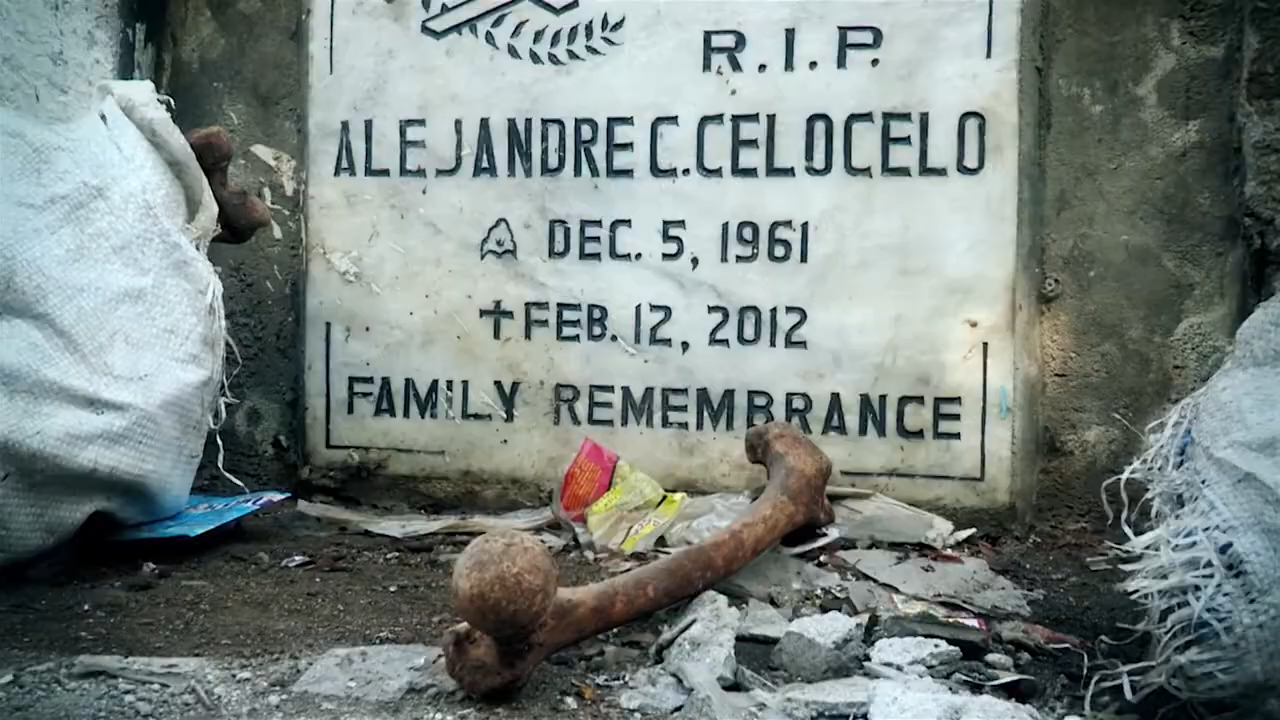 R.I.P.
ALEJANDRE C. CELOCELO
DEC. 5, 1961
FEB. 12, 2012
FAMILY REMEMBRANCE